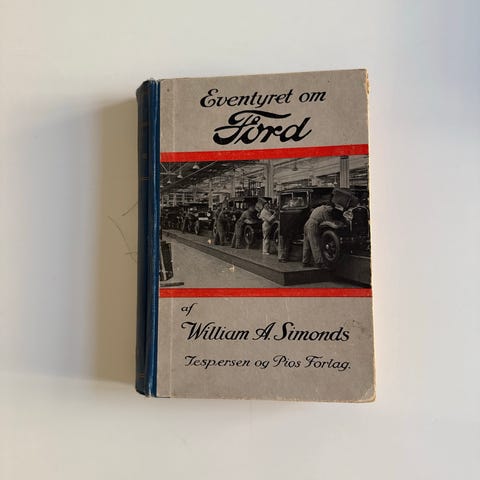 Eventyret om
Ford
af
William A. Simonds
Jespersen og Pios Forlag.